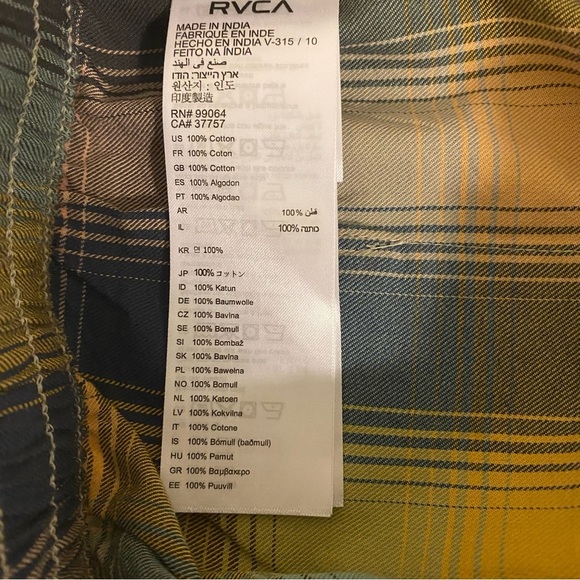 RVCA
MADE IN INDIA
FABRIQUÉ EN INDE
HECHO EN INDIA V-315 / 10
FEITO NA ÍNDIA
صنع في الهند
ארץ הייצור: הודו
원산지 : 인도
印度製造
RN# 99064
CA# 37757
US 100% Cotton
FR 100% Coton
GB 100% Cotton
ES 100% Algodon
PT 100% Algodao
AR 100% قطن
IL 100% כותנה
KR 면 100%
JP 100% コットン
ID 100% Katun
DE 100% Baumwolle
CZ 100% Bavlna
SE 100% Bomull
SI 100% Bombaž
SK 100% Bavlna
PL 100% Bawełna
NO 100% Bomull
NL 100% Katoen
LV 100% Kokvilna
IT 100% Cotone
IS 100% Bómull (baðmull)
HU 100% Pamut
GR 100% Βαμβακερο
EE 100% Puuvill